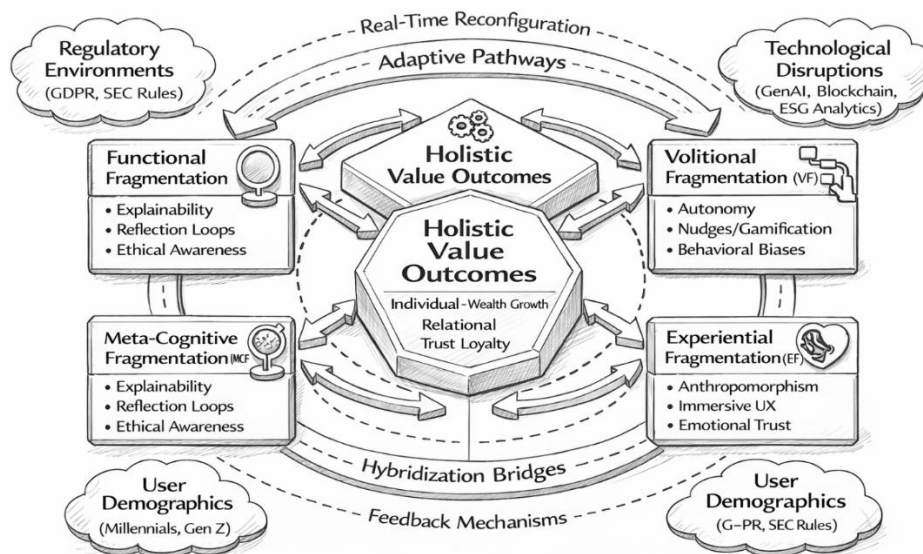 Real-Time Reconfiguration
Adaptive Pathways
Regulatory
Environments
(GDPR, SEC Rules)
Technological
Disruptions
(GenAI, Blockchain,
ESG Analytics)
Functional
Fragmentation
• Explainability
• Reflection Loops
• Ethical Awareness
Holistic
Value Outcomes
Volitional
Fragmentation (VF)
• Autonomy
• Nudges/Gamification
• Behavioral Biases
Holistic
Value
Outcomes
Individual-Wealth Growth
Relational
Trust Loyalty
Meta-Cognitive
Fragmentation (MCF
• Explainability
• Reflection Loops
• Ethical Awareness
Experiential
Fragmentation (EF)
• Anthropomorphism
• Immersive UX
• Emotional Trust
Hybridization Bridges
Feedback Mechanisms
User
Demographics
(Millennials, Gen Z)
User
Demographics
(G-PR, SEC Rules)